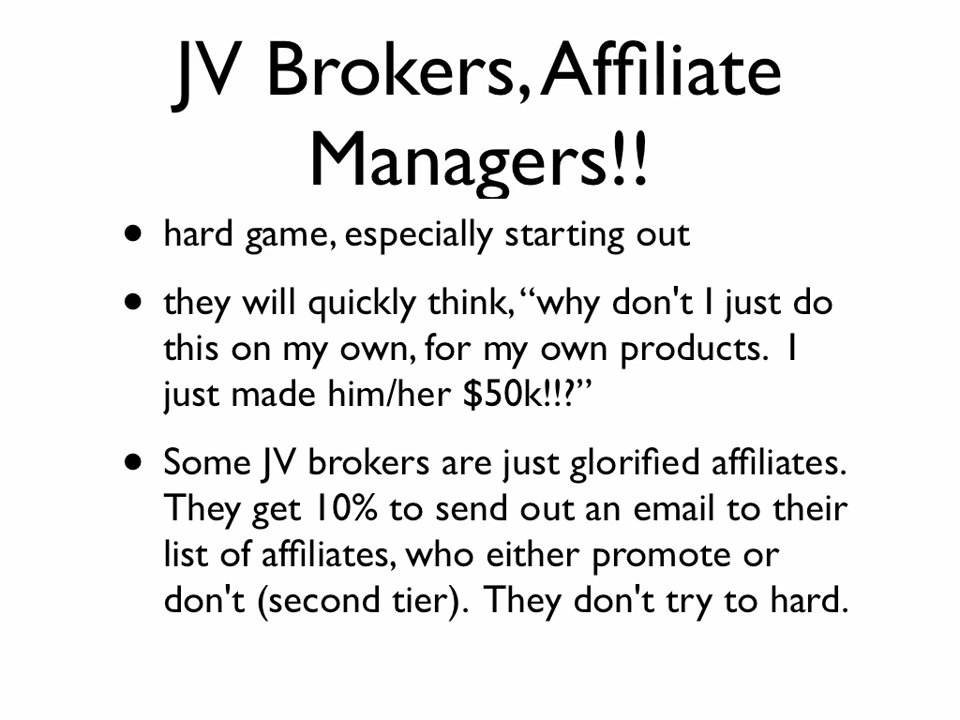 JV Brokers, Affiliate
Managers!!
• hard game, especially starting out
• they will quickly think, “why don't I just do
this on my own, for my own products.  I
just made him/her $50k!!?”
• Some JV brokers are just glorified affiliates.
They get 10% to send out an email to their
list of affiliates, who either promote or
don't (second tier).  They don't try to hard.